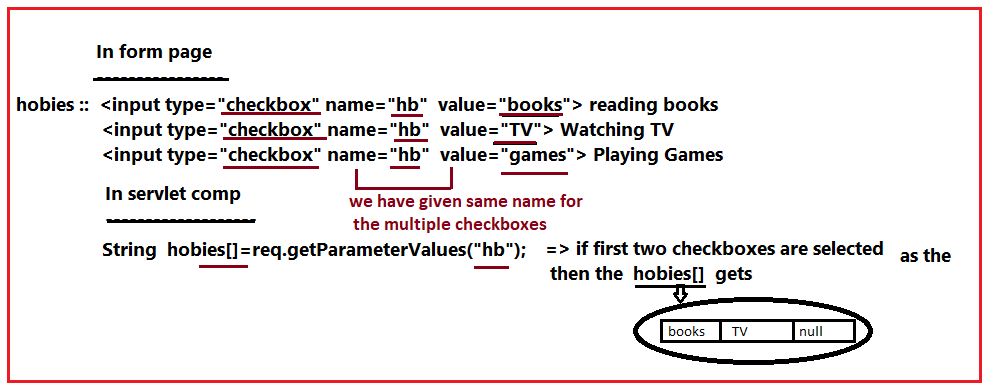 In form page
----------------
hobies :: <input type="checkbox" name="hb" value="books"> reading books
<input type="checkbox" name="hb" value="TV"> Watching TV
<input type="checkbox" name="hb" value="games"> Playing Games
we have given same name for
the multiple checkboxes
In servlet comp
-------------------
String hobies[]=req.getParameterValues("hb"); => if first two checkboxes are selected as the
then the hobies[] gets
books TV null